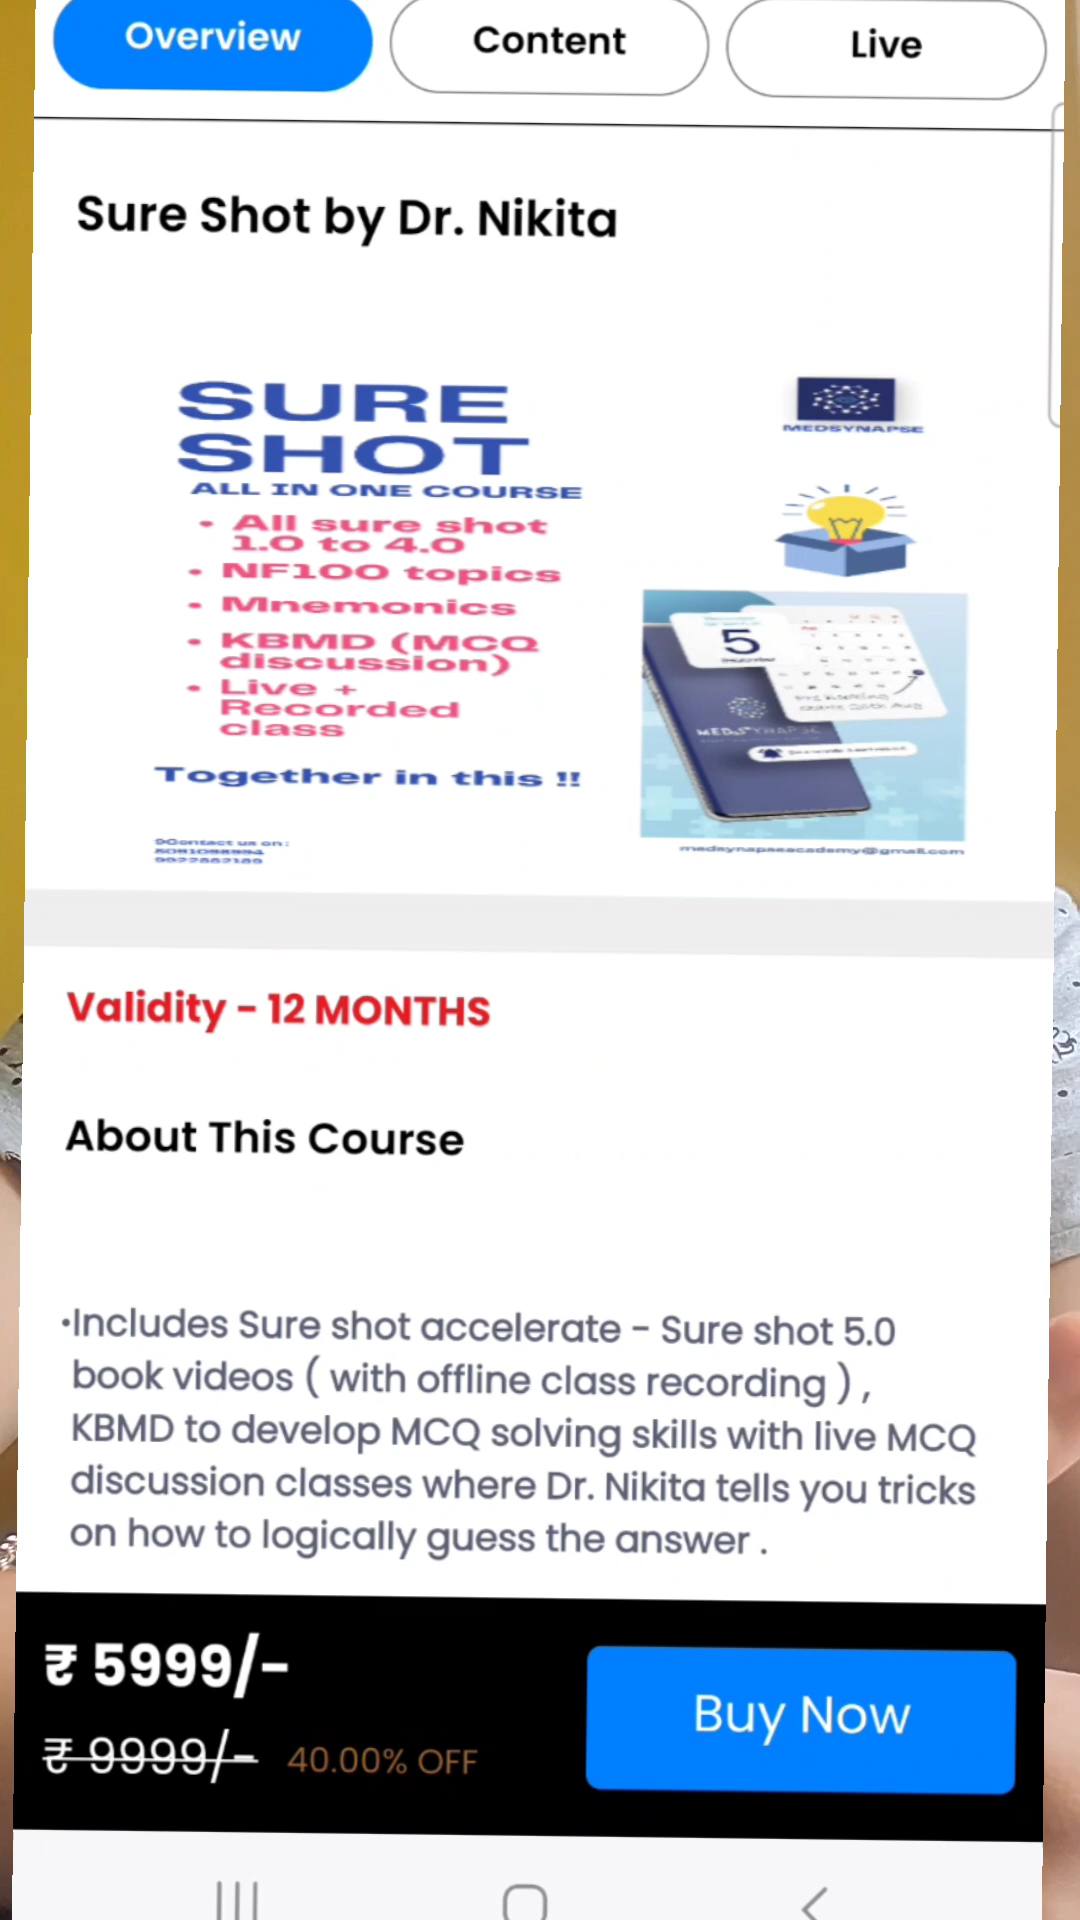 Overview
Content
Live
Sure Shot by Dr. Nikita
SURE
SHOT
ALL IN ONE COURSE
• All sure shot
1.0 to 4.0
• NF100 topics
• Mnemonics
• KBMD (MCQ
discussion)
• Live +
Recorded
class
Together in this !!
MEDSYNAPSE
5
MEDSYNAPSE
medsynapseacademy@gmail.com
Validity - 12 MONTHS
About This Course
•Includes Sure shot accelerate - Sure shot 5.0
book videos ( with offline class recording ) ,
KBMD to develop MCQ solving skills with live MCQ
discussion classes where Dr. Nikita tells you tricks
on how to logically guess the answer .
₹ 5999/-
₹ 9999/- 40.00% OFF
Buy Now